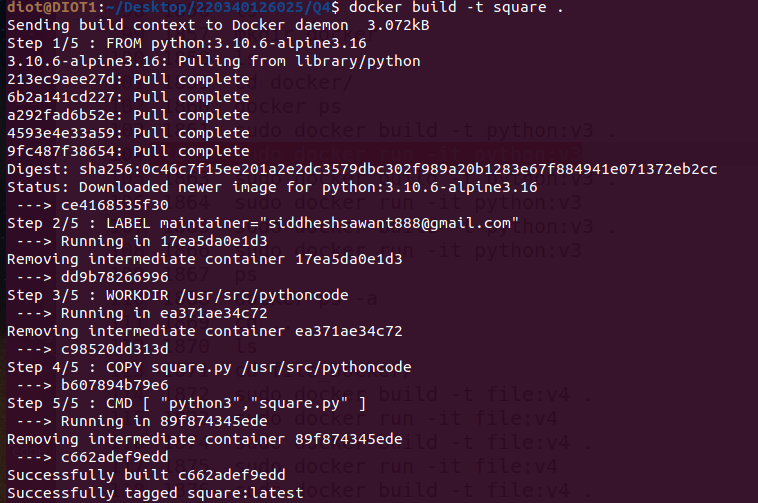 diot@DIOT1:~/Desktop/220340126025/Q4$ docker build -t square .
Sending build context to Docker daemon  3.072kB
Step 1/5 : FROM python:3.10.6-alpine3.16
3.10.6-alpine3.16: Pulling from library/python
213ec9aee27d: Pull complete
6b2a141cd227: Pull complete
a292fad6b52e: Pull complete
4593e4e33a59: Pull complete
9fc487f38654: Pull complete
Digest: sha256:0c46c7f15ee201a2e2dc3579dbc302f989a20b1283e67f884941e071372eb2cc
Status: Downloaded newer image for python:3.10.6-alpine3.16
 ---> ce4168535f30
Step 2/5 : LABEL maintainer="siddheshsawant888@gmail.com"
 ---> Running in 17ea5da0e1d3
Removing intermediate container 17ea5da0e1d3
 ---> dd9b78266996
Step 3/5 : WORKDIR /usr/src/pythoncode
 ---> Running in ea371ae34c72
Removing intermediate container ea371ae34c72
 ---> c98520dd313d
Step 4/5 : COPY square.py /usr/src/pythoncode
 ---> b607894b79e6
Step 5/5 : CMD [ "python3","square.py" ]
 ---> Running in 89f874345ede
Removing intermediate container 89f874345ede
 ---> c662adef9edd
Successfully built c662adef9edd
Successfully tagged square:latest